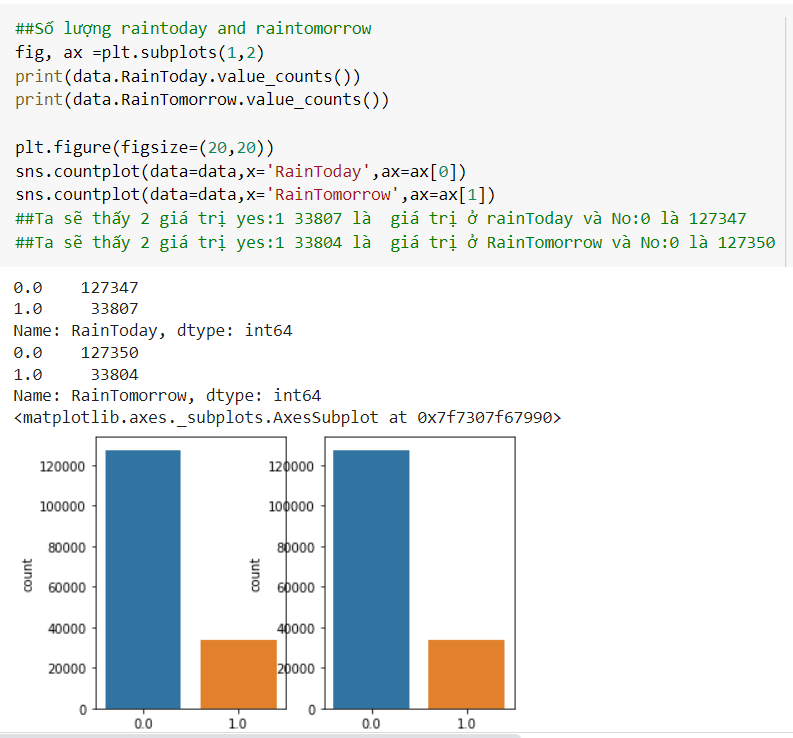 ##Số lượng raintoday and raintomorrow
fig, ax =plt.subplots(1,2)
print(data.RainToday.value_counts())
print(data.RainTomorrow.value_counts())
plt.figure(figsize=(20,20))
sns.countplot(data=data,x='RainToday',ax=ax[0])
sns.countplot(data=data,x='RainTomorrow',ax=ax[1])
##Ta sẽ thấy 2 giá trị yes:1 33807 là  giá trị ở rainToday và No:0 là 127347
##Ta sẽ thấy 2 giá trị yes:1 33804 là  giá trị ở RainTomorrow và No:0 là 127350
0.0    127347
1.0     33807
Name: RainToday, dtype: int64
0.0    127350
1.0     33804
Name: RainTomorrow, dtype: int64
<matplotlib.axes._subplots.AxesSubplot at 0x7f7307f67990>
120000
100000
80000
60000
40000
20000
0
count
0.0 1.0
120000
100000
80000
60000
40000
20000
0
count
0.0 1.0